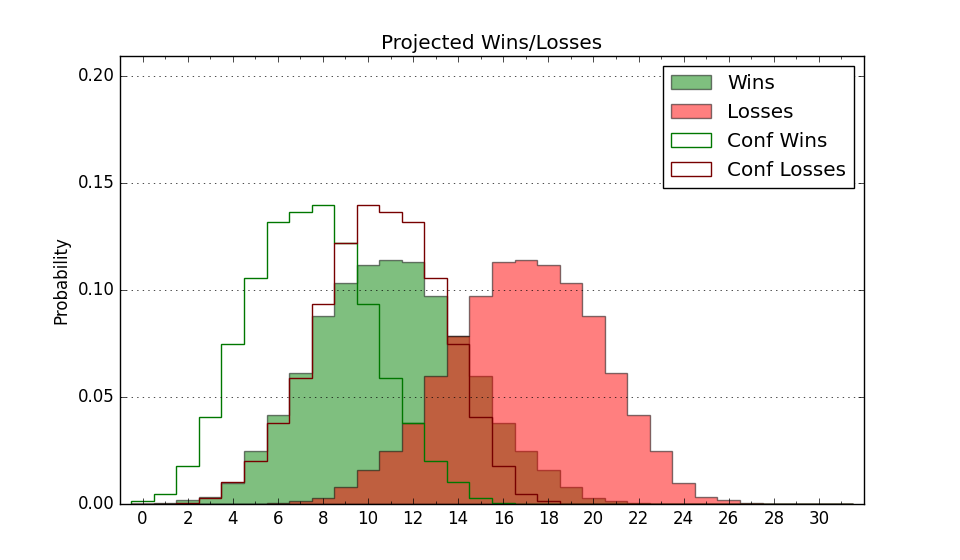 Projected Wins/Losses
0.20
0.15
0.10
0.05
0.00
Probability
Wins
Losses
Conf Wins
Conf Losses
0 2 4 6 8 10 12 14 16 18 20 22 24 26 28 30